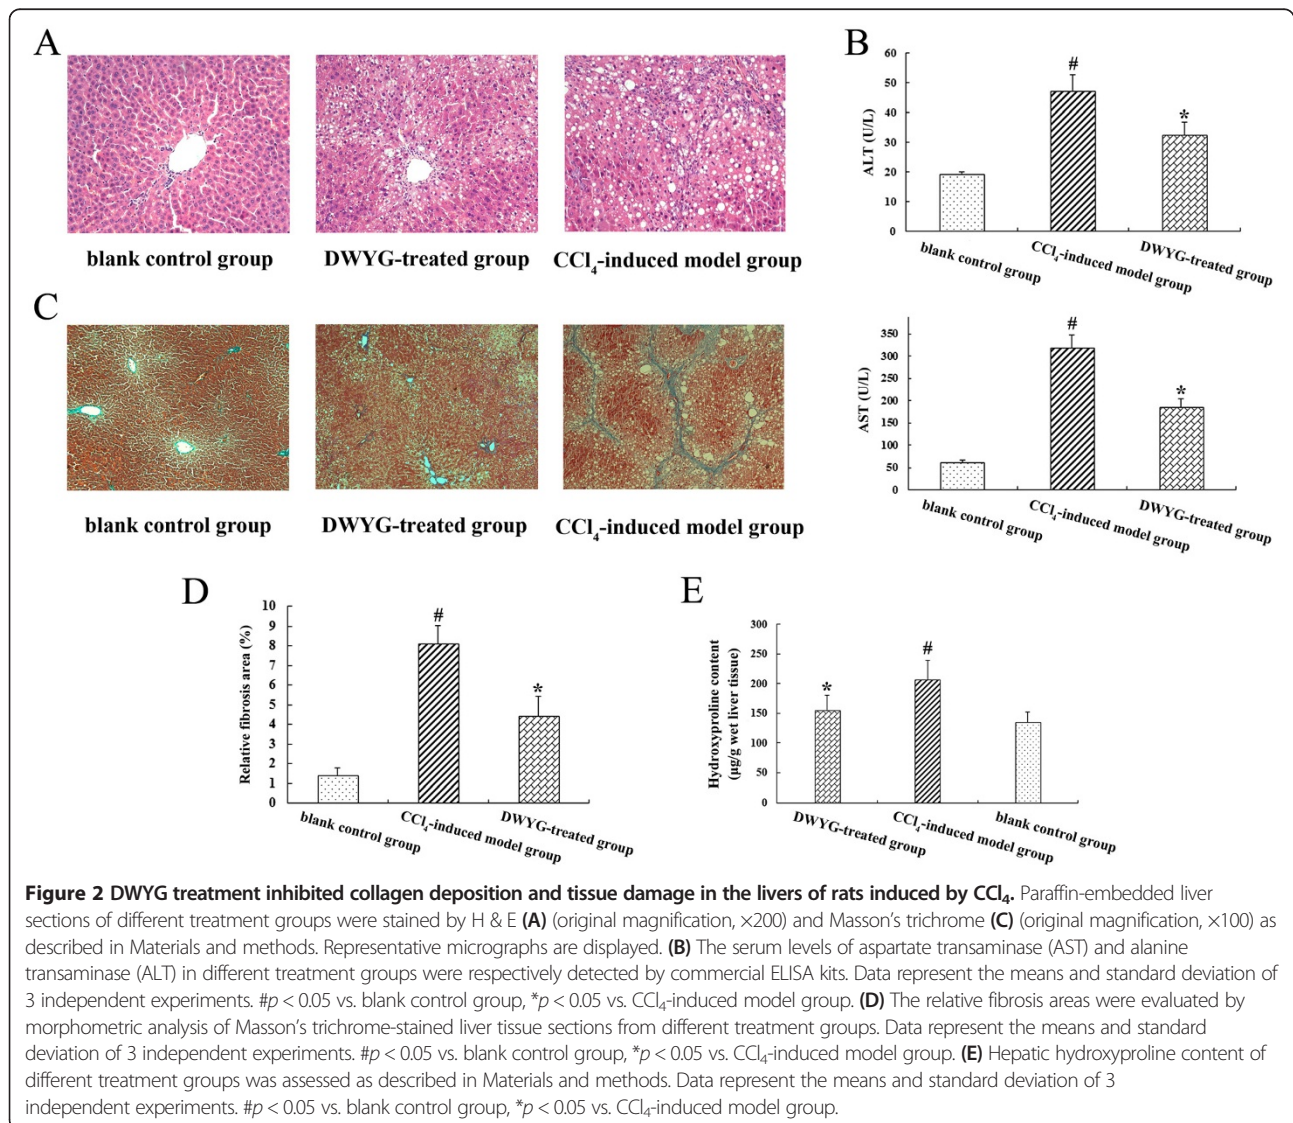 A
blank control group
DWYG-treated group
CCl₄-induced model group
B
ALT (U/L)
60
50
40
30
20
10
0
#
*
blank control group
CCl₄-induced model group
DWYG-treated group
C
blank control group
DWYG-treated group
CCl₄-induced model group
AST (U/L)
350
300
250
200
150
100
50
0
#
*
blank control group
CCl₄-induced model group
DWYG-treated group
D
Relative fibrosis area (%)
10
9
8
7
6
5
4
3
2
1
0
#
*
blank control group
CCl₄-induced model group
DWYG-treated group
E
Hydroxyproline content
(μg/g wet liver tissue)
300
250
200
150
100
50
0
*
#
DWYG-treated group
CCl₄-induced model group
blank control group
Figure 2 DWYG treatment inhibited collagen deposition and tissue damage in the livers of rats induced by CCl₄. Paraffin-embedded liver
sections of different treatment groups were stained by H & E (A) (original magnification, ×200) and Masson's trichrome (C) (original magnification, ×100) as
described in Materials and methods. Representative micrographs are displayed. (B) The serum levels of aspartate transaminase (AST) and alanine
transaminase (ALT) in different treatment groups were respectively detected by commercial ELISA kits. Data represent the means and standard deviation of
3 independent experiments. #p < 0.05 vs. blank control group, *p < 0.05 vs. CCl₄-induced model group. (D) The relative fibrosis areas were evaluated by
morphometric analysis of Masson's trichrome-stained liver tissue sections from different treatment groups. Data represent the means and standard
deviation of 3 independent experiments. #p < 0.05 vs. blank control group, *p < 0.05 vs. CCl₄-induced model group. (E) Hepatic hydroxyproline content of
different treatment groups was assessed as described in Materials and methods. Data represent the means and standard deviation of 3
independent experiments. #p < 0.05 vs. blank control group, *p < 0.05 vs. CCl₄-induced model group.